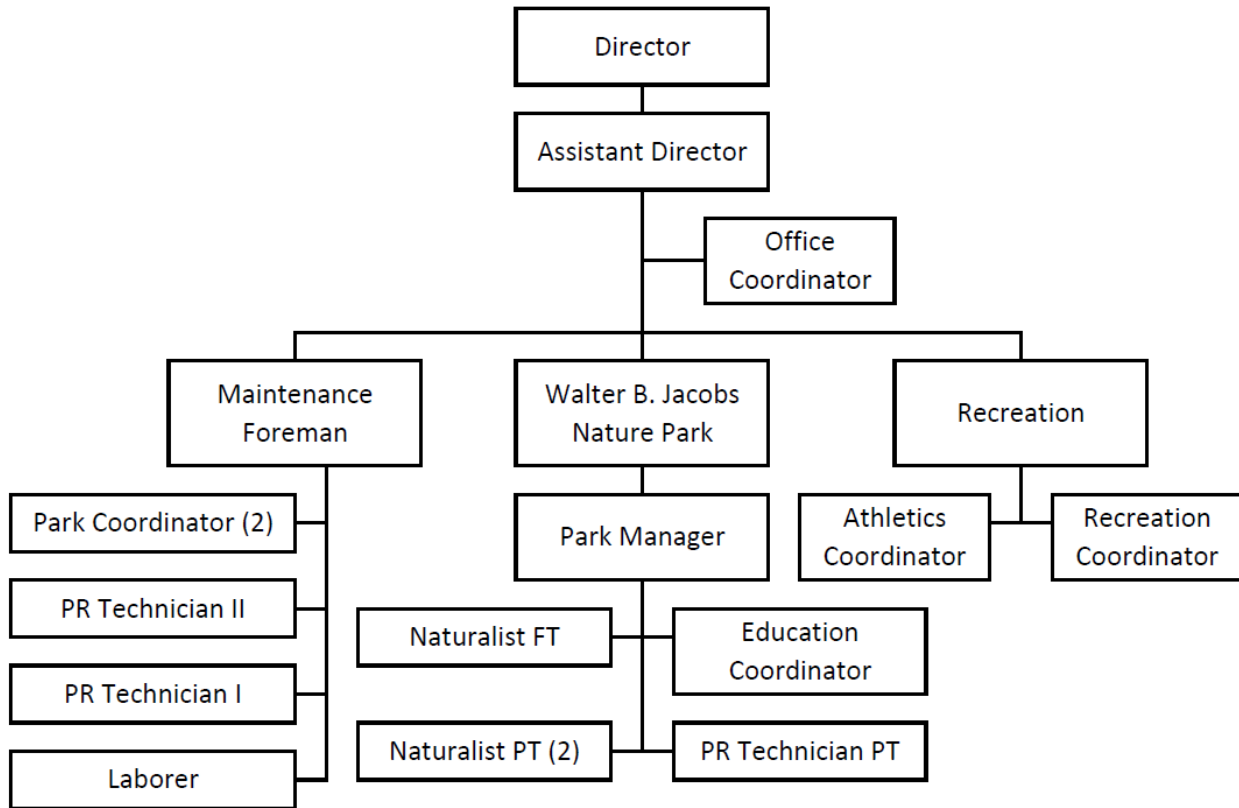 Director
Assistant Director
Office
Coordinator
Maintenance
Foreman
Walter B. Jacobs
Nature Park
Recreation
Park Coordinator (2)
PR Technician II
PR Technician I
Laborer
Park Manager
Naturalist FT
Education
Coordinator
Naturalist PT (2)
PR Technician PT
Athletics
Coordinator
Recreation
Coordinator